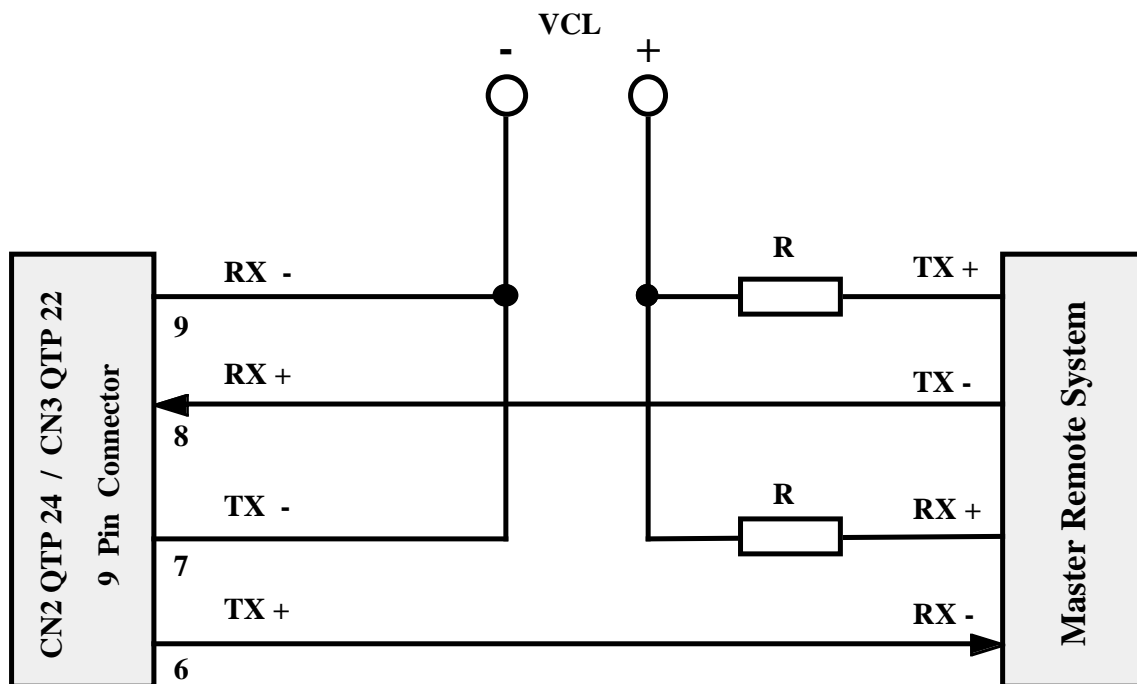 VCL
-
+
RX -
9
RX +
8
TX -
7
TX +
6
R
R
TX +
TX -
RX +
RX -
CN2 QTP 24 / CN3 QTP 22
9 Pin Connector
Master Remote System